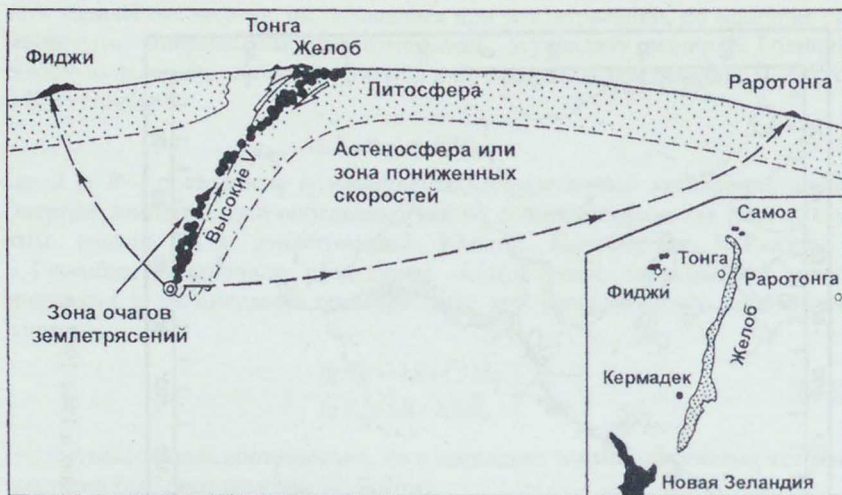 Тонга
Желоб
Фиджи
Литосфера
Раротонга
Астеносфера или
зона пониженных
скоростей
Высокие V
Зона очагов
землетрясений
Самоа
Тонга
Фиджи
Раротонга
Желоб
Кермадек
Новая Зеландия